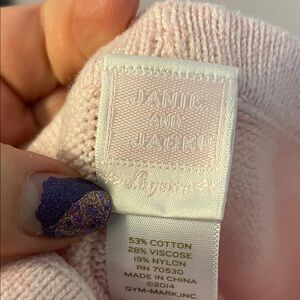 JANIE
AND
JACK®
Layette
53% COTTON
28% VISCOSE
19% NYLON
RN 70530
MADE IN CHINA
©2014
GYM-MARK, INC.